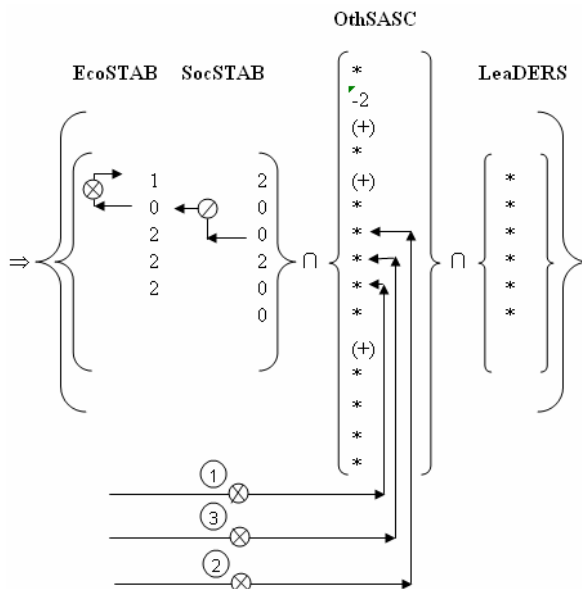 OthSASC
EcoSTAB SocSTAB LeaDERS
*
-2
(+)
*
1 2 (+) *
0 0 * *
2 0 * *
⇒ 2 2 ∩ * ∩ *
2 0 * *
0 * *
(+)
*
*
*
*
1
3
2